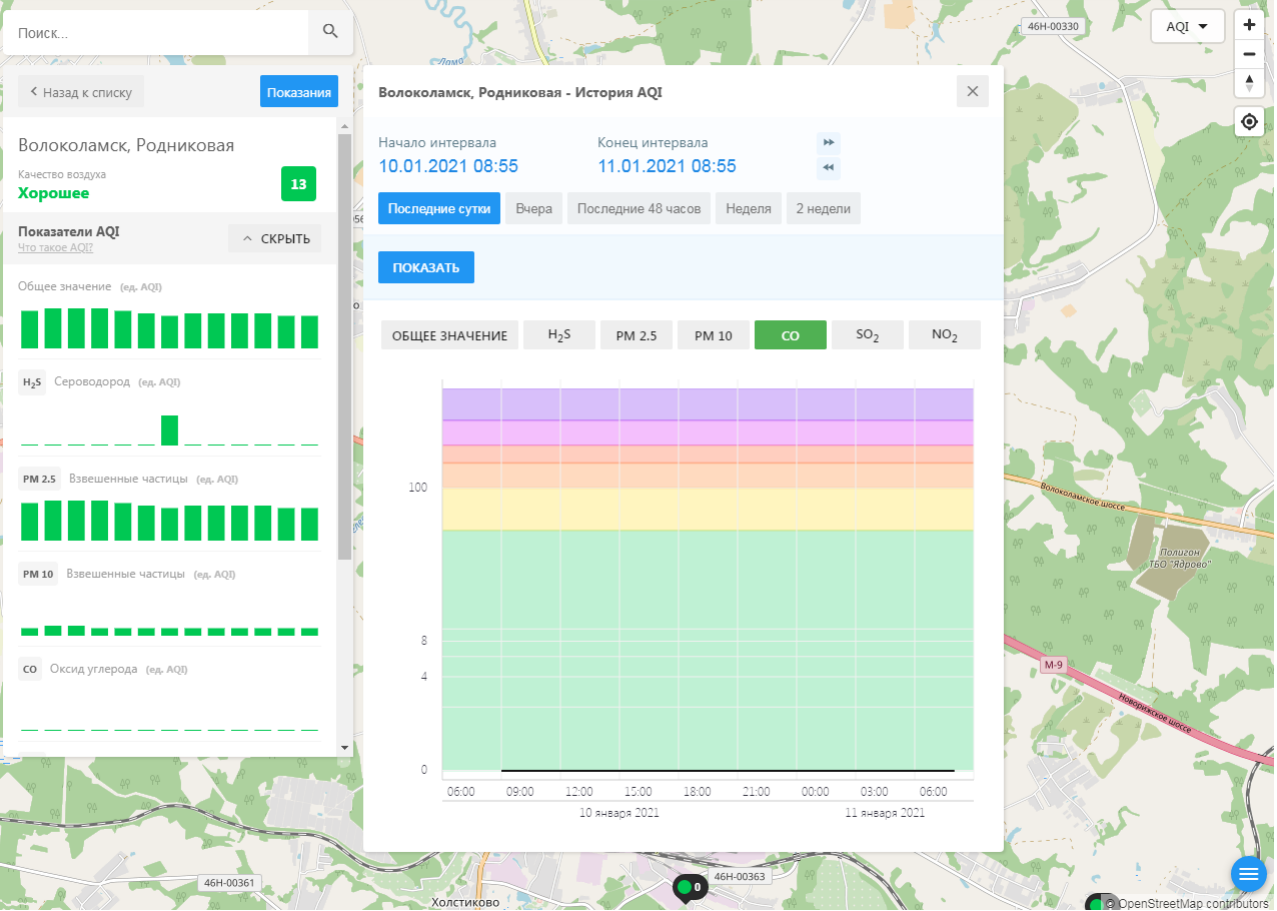 Поиск...
Назад к списку
Показания
Волоколамск, Родниковая
Качество воздуха
Хорошее
13
Показатели AQI
Что такое AQI?
СКРЫТЬ
Общее значение (ед. AQI)
H2S Сероводород (ед. AQI)
PM 2.5 Взвешенные частицы (ед. AQI)
PM 10 Взвешенные частицы (ед. AQI)
CO Оксид углерода (ед. AQI)
Волоколамск, Родниковая - История AQI
Начало интервала
10.01.2021 08:55
Конец интервала
11.01.2021 08:55
Последние сутки
Вчера
Последние 48 часов
Неделя
2 недели
ПОКАЗАТЬ
ОБЩЕЕ ЗНАЧЕНИЕ
H2S
PM 2.5
PM 10
CO
SO2
NO2
100
8
4
0
06:00 09:00 12:00 15:00 18:00 21:00 00:00 03:00 06:00
10 января 2021 11 января 2021
46Н-00330
AQI
Лама
Волоколамское шоссе
Полигон
ТБО "Ядрово"
М-9
Новорижское шоссе
46Н-00361
46Н-00363
0
Холстиково
© OpenStreetMap contributors